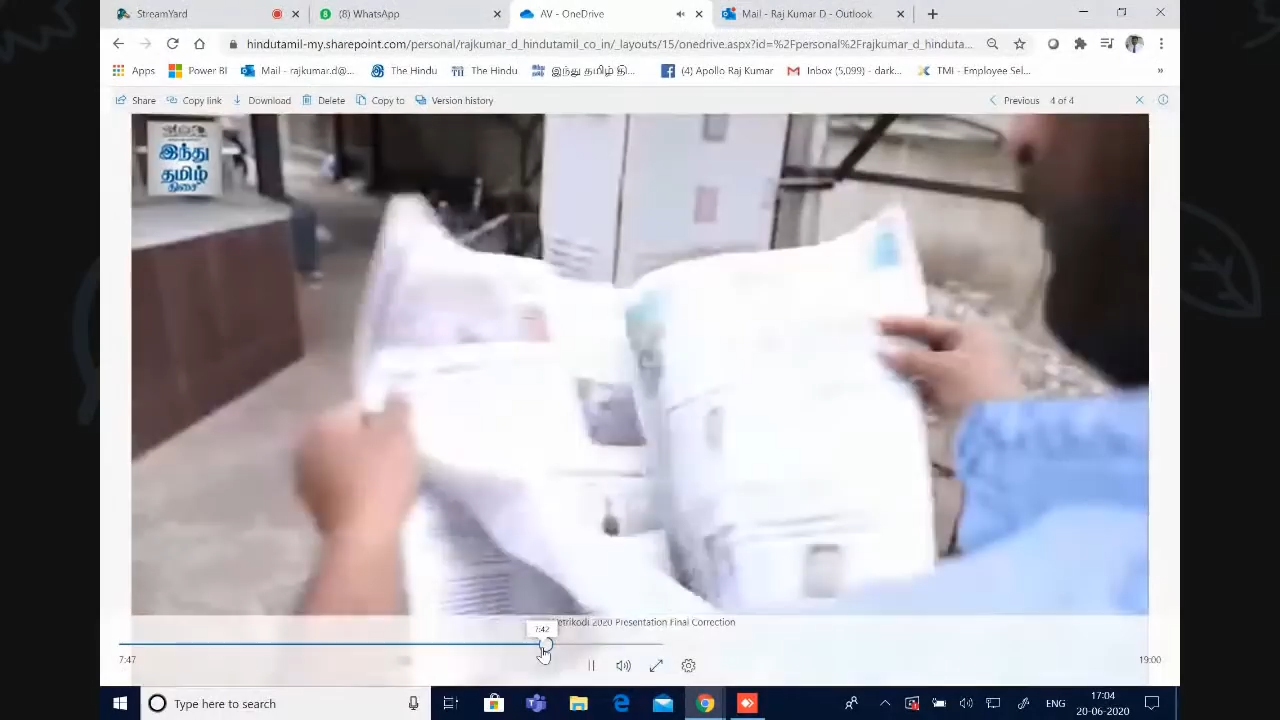 StreamYard
(8) WhatsApp
AV - OneDrive
Mail - Raj Kumar D - Outlook
hindutamil-my.sharepoint.com/personal/rajkumar_d_hindutamil_co_in/_layouts/15/onedrive.aspx?id=%2Fpersonal%2Frajkumar_d_hinduta...
Apps
Power BI
Mail - rajkumar.d@...
The Hindu
The Hindu
இந்து தமிழ் தி...
(4) Apollo Raj Kumar
Inbox (5,099) - dark...
TMI - Employee Sel...
Share
Copy link
Download
Delete
Copy to
Version history
Previous
4 of 4
இந்து
தமிழ்
திசை
7:42
2020 Presentation Final Correction
7:47
19:00
Type here to search
ENG
17:04
20-06-2020